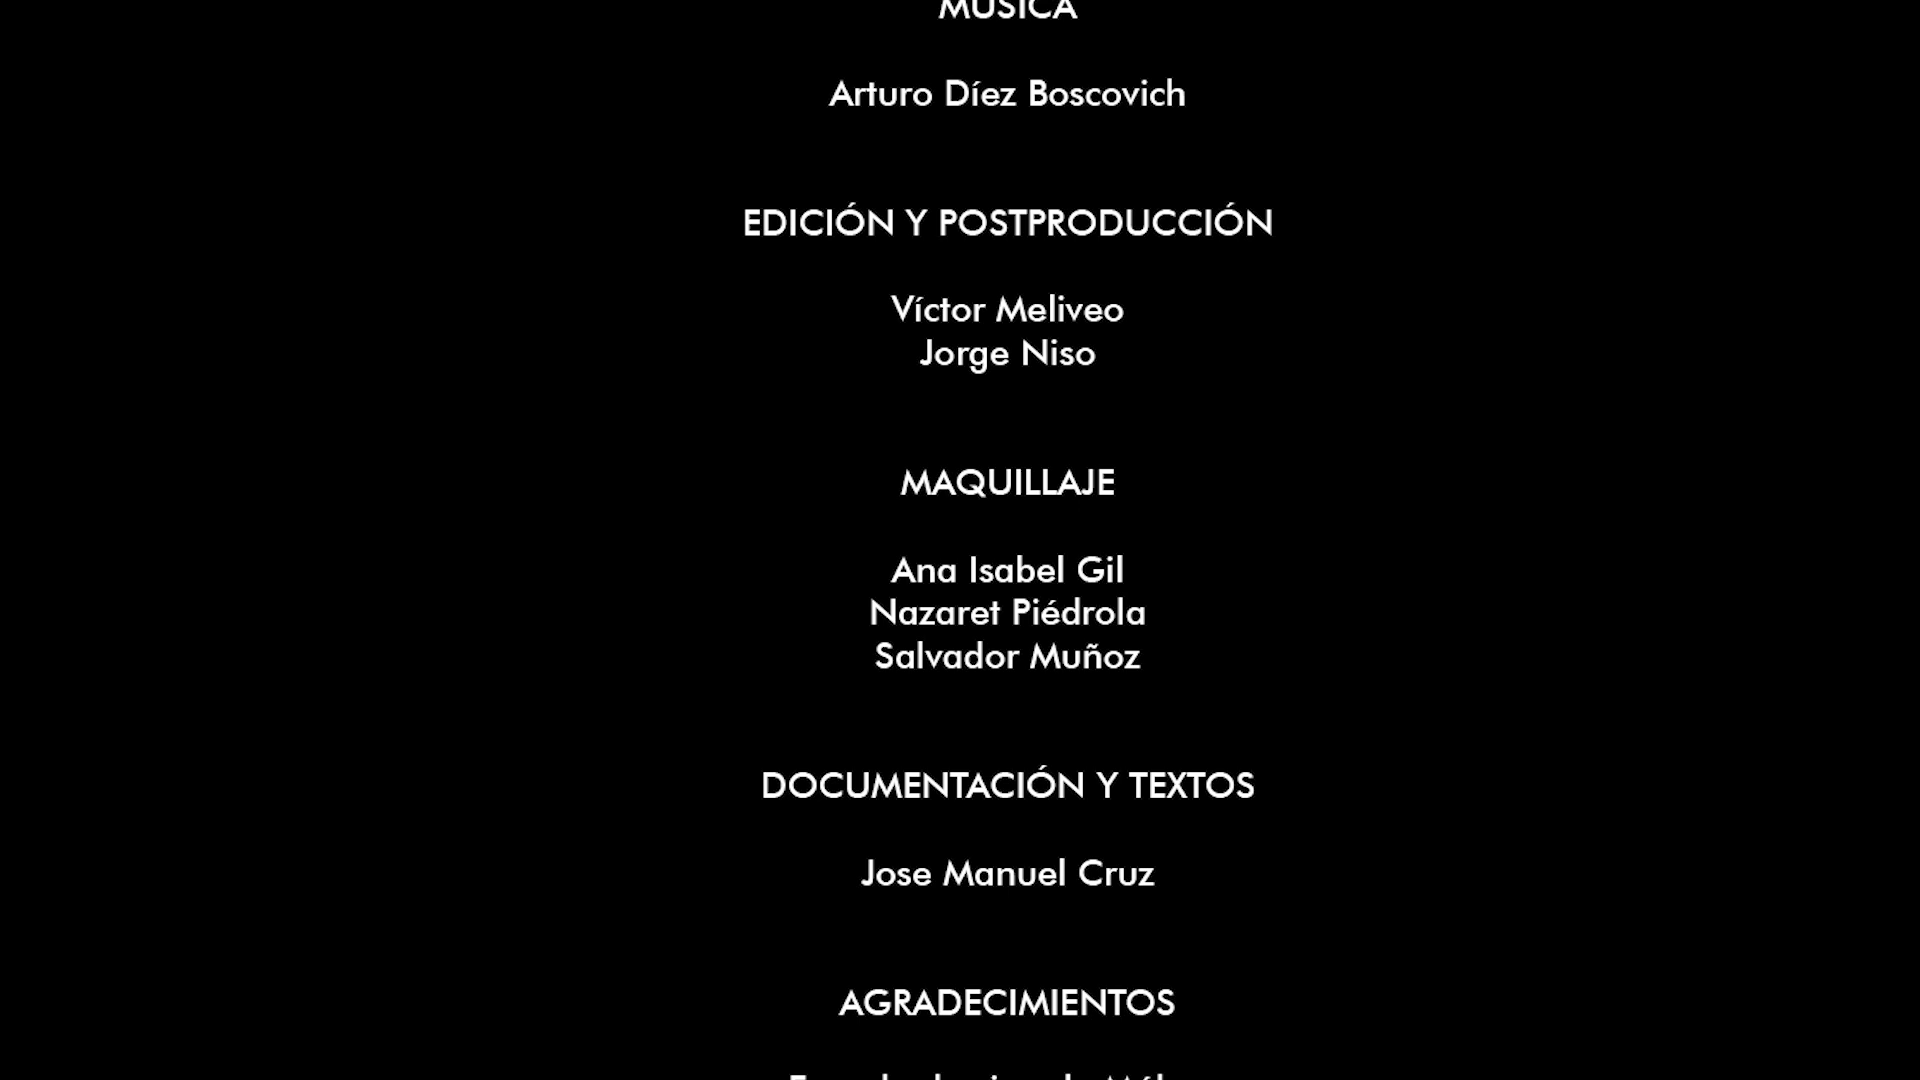 MÚSICA
Arturo Díez Boscovich
EDICIÓN Y POSTPRODUCCIÓN
Víctor Meliveo
Jorge Niso
MAQUILLAJE
Ana Isabel Gil
Nazaret Piédrola
Salvador Muñoz
DOCUMENTACIÓN Y TEXTOS
Jose Manuel Cruz
AGRADECIMIENTOS